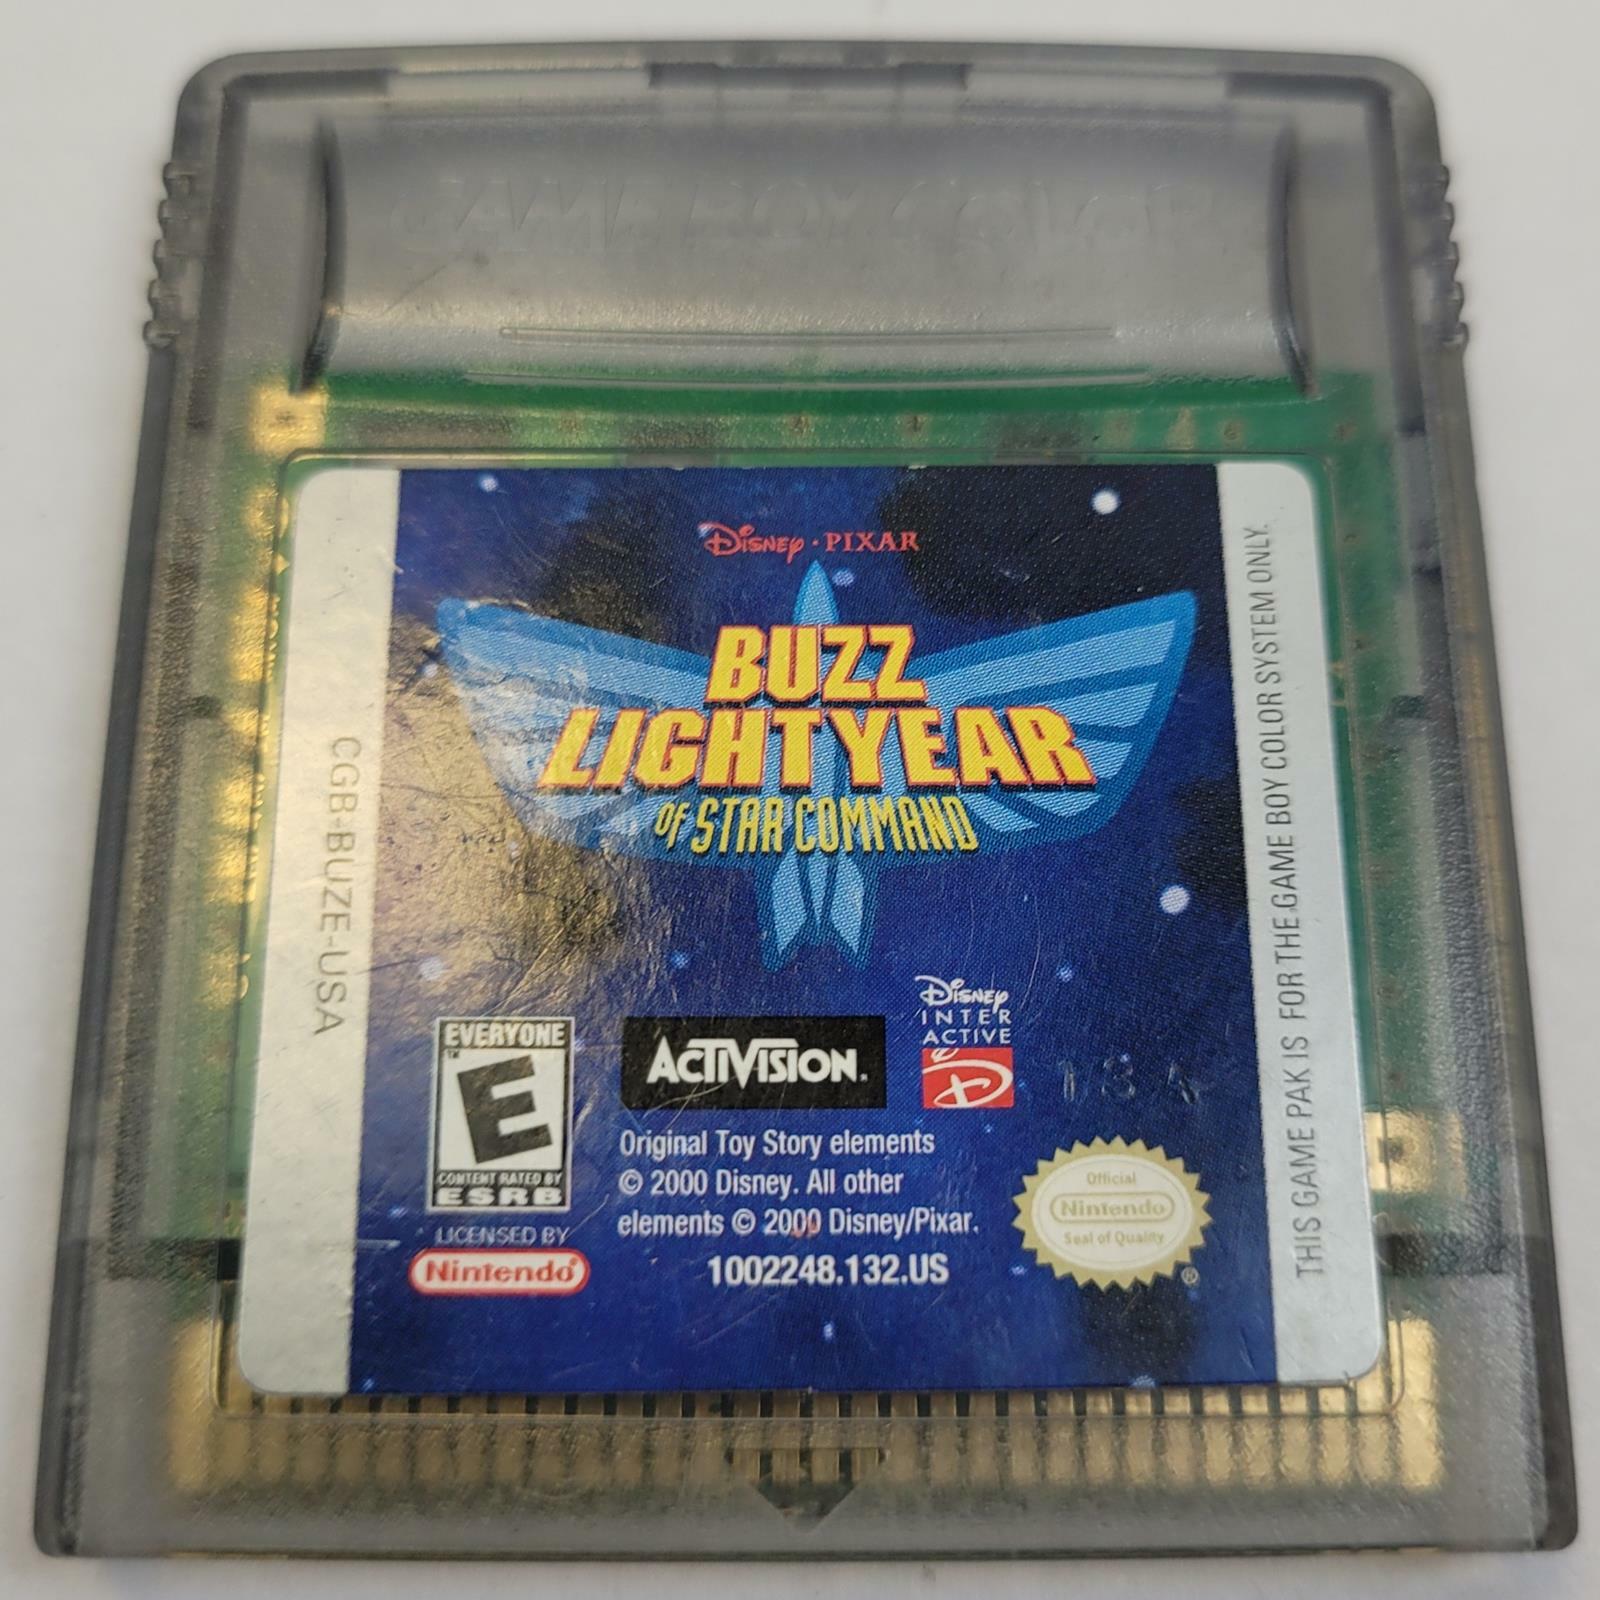 GAME BOY COLOR
Disney · PIXAR
BUZZ
LIGHTYEAR
OF STAR COMMAND
CGB-BUZE-USA
THIS GAME PAK IS FOR THE GAME BOY COLOR SYSTEM ONLY.
EVERYONE
E
™
CONTENT RATED BY
ESRB
ACTIVISION.
Disney
INTER
ACTIVE
D
Original Toy Story elements
© 2000 Disney. All other
elements © 2000 Disney/Pixar.
1002248.132.US
LICENSED BY
Nintendo®
Official
Nintendo
Seal of Quality
®